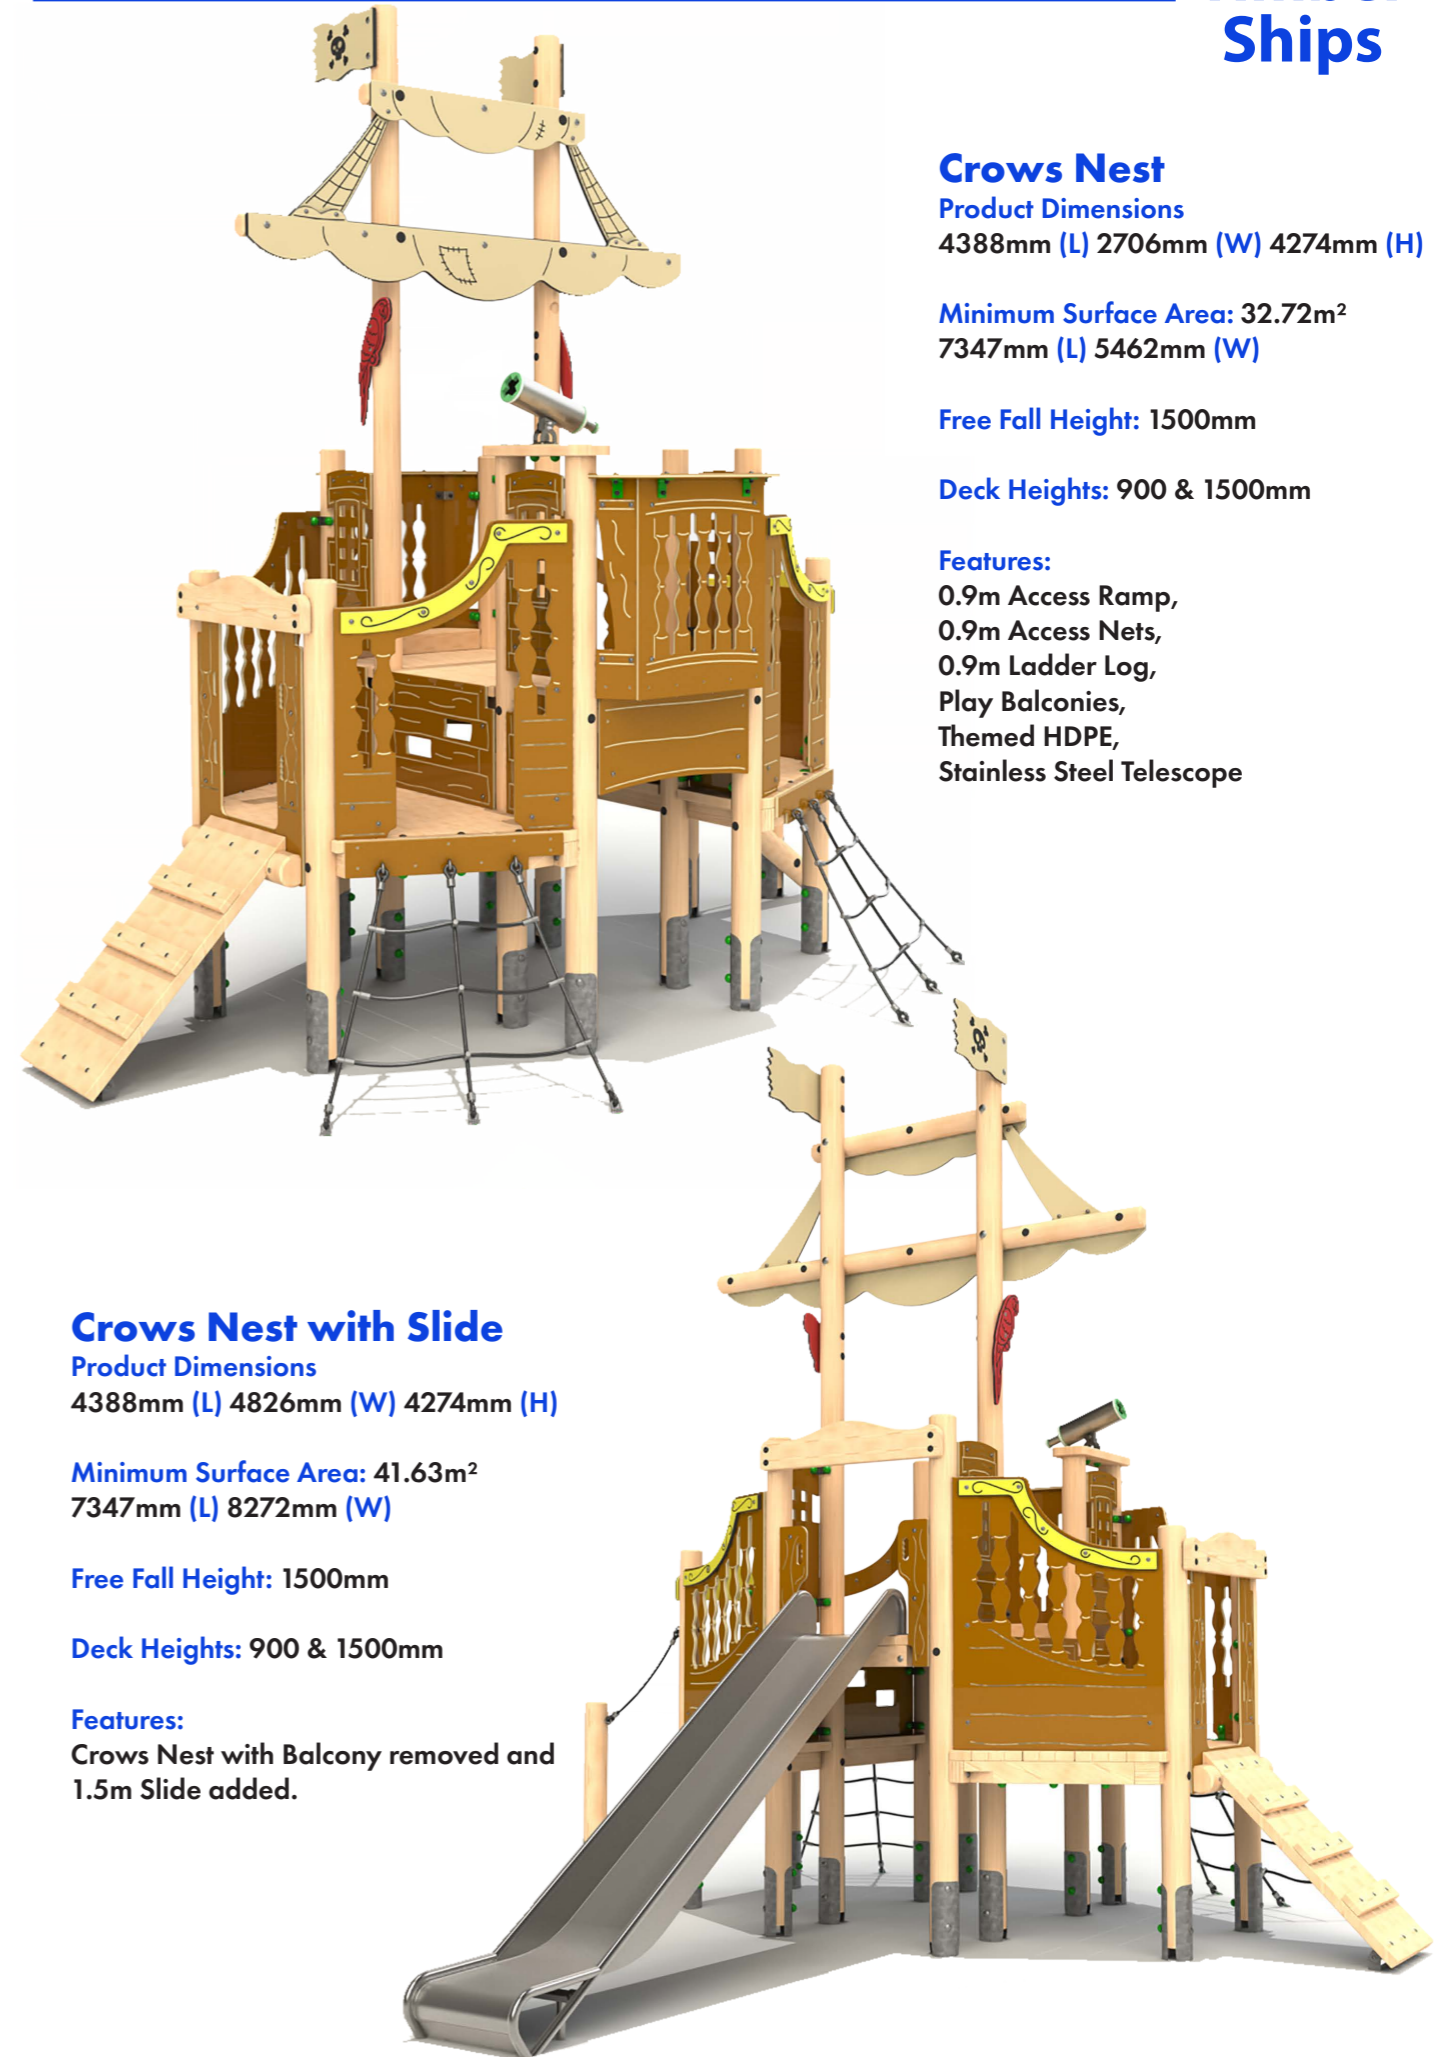 Ships
Crows Nest
Product Dimensions
4388mm (L) 2706mm (W) 4274mm (H)
Minimum Surface Area: 32.72m²
7347mm (L) 5462mm (W)
Free Fall Height: 1500mm
Deck Heights: 900 & 1500mm
Features:
0.9m Access Ramp,
0.9m Access Nets,
0.9m Ladder Log,
Play Balconies,
Themed HDPE,
Stainless Steel Telescope
Crows Nest with Slide
Product Dimensions
4388mm (L) 4826mm (W) 4274mm (H)
Minimum Surface Area: 41.63m²
7347mm (L) 8272mm (W)
Free Fall Height: 1500mm
Deck Heights: 900 & 1500mm
Features:
Crows Nest with Balcony removed and
1.5m Slide added.